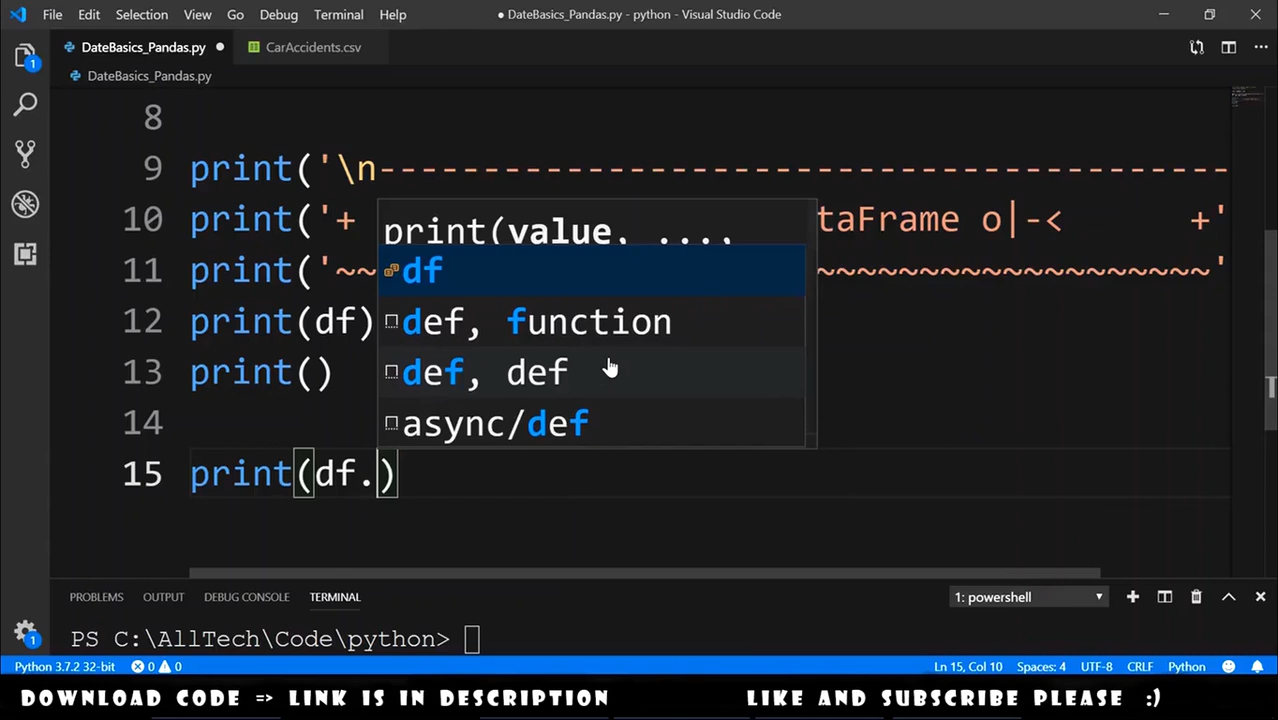 File Edit Selection View Go Debug Terminal Help ● DateBasics_Pandas.py - python - Visual Studio Code
DateBasics_Pandas.py ● CarAccidents.csv
DateBasics_Pandas.py
8
9 print('\n-----------------------------------------
10 print('+ taFrame o|-< +'
11 print('~~ ~~~~~~~~~~~~~~~~~~~~~~~'
print(value, ...,
df
def, function
def, def
async/def
12 print(df)
13 print()
14
15 print(df.)
PROBLEMS OUTPUT DEBUG CONSOLE TERMINAL 1: powershell
PS C:\AllTech\Code\python>
Python 3.7.2 32-bit 0 0 Ln 15, Col 10 Spaces: 4 UTF-8 CRLF Python
DOWNLOAD CODE => LINK IS IN DESCRIPTION LIKE AND SUBSCRIBE PLEASE :)
1
1